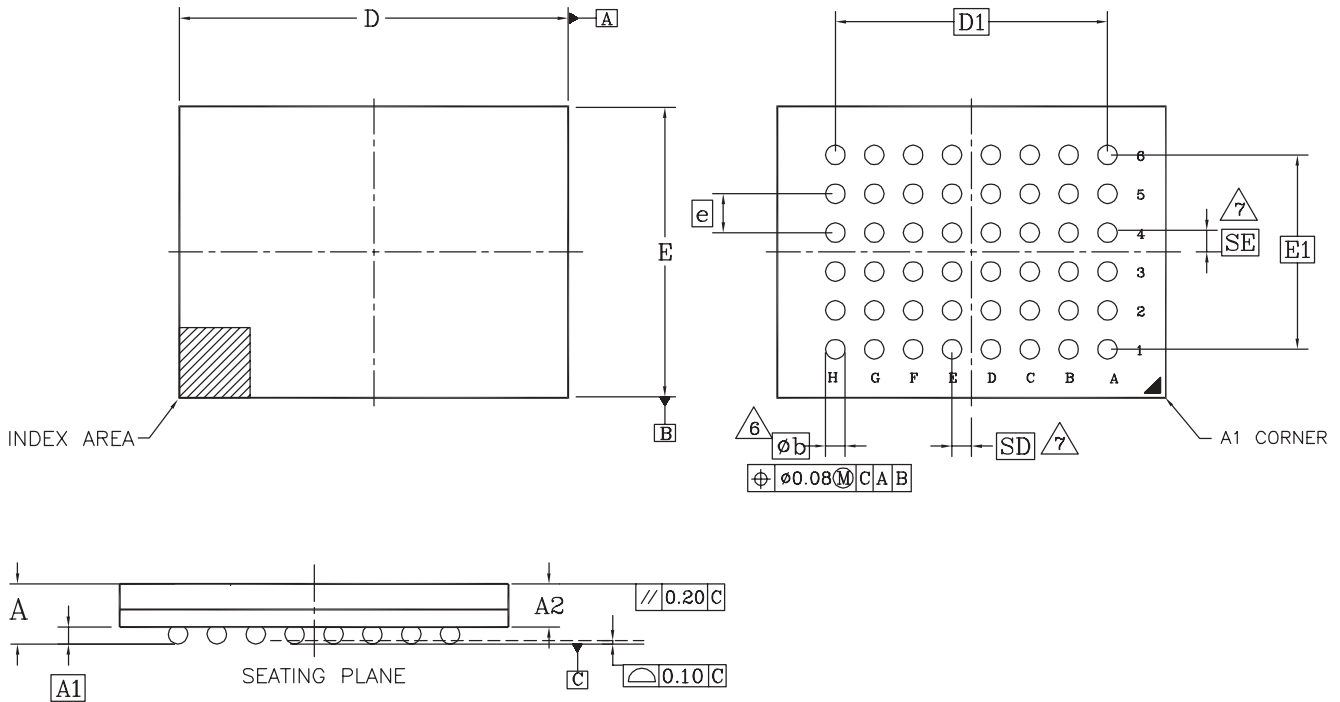 D
A
D1
6
5
e
7
4
SE
E
E1
3
2
1
H G F E D C B A
B
INDEX AREA
6
øb
SD
7
A1 CORNER
⌖ ø0.08Ⓜ C A B
A
A2
// 0.20 C
A1
SEATING PLANE
C
⌓ 0.10 C